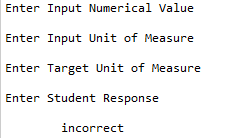 Enter Input Numerical Value
Enter Input Unit of Measure
Enter Target Unit of Measure
Enter Student Response
incorrect